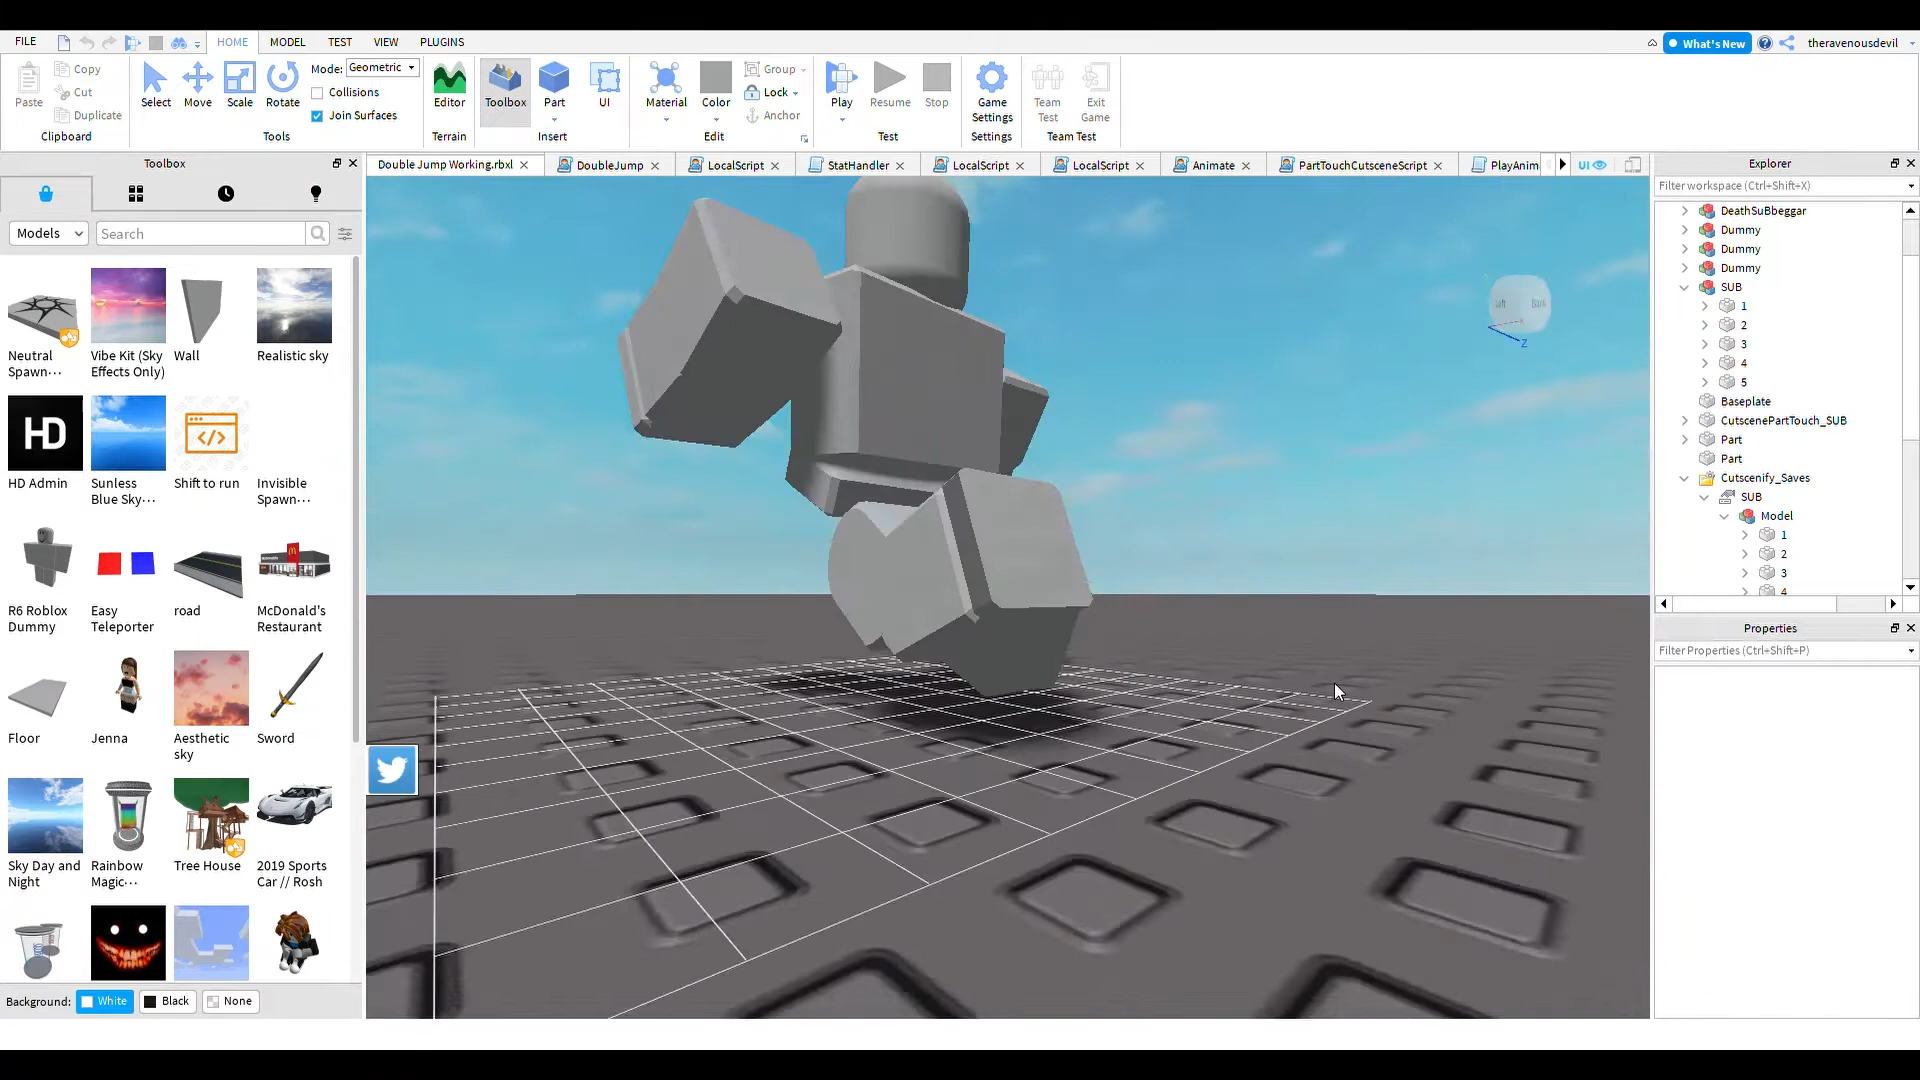 FILE
HOME
MODEL
TEST
VIEW
PLUGINS
What's New
theravenousdevil
Paste
Copy
Cut
Duplicate
Clipboard
Select
Move
Scale
Rotate
Mode: Geometric
Collisions
Join Surfaces
Tools
Editor
Terrain
Toolbox
Part
UI
Insert
Material
Color
Group
Lock
Anchor
Edit
Play
Resume
Stop
Test
Game Settings
Settings
Team Test
Exit Game
Team Test
Toolbox
Models
Search
Neutral Spawn···
Vibe Kit (Sky Effects Only)
Wall
Realistic sky
HD
HD Admin
Sunless Blue Sky···
</>
Shift to run
Invisible Spawn···
R6 Roblox Dummy
Easy Teleporter
road
McDonald's Restaurant
Floor
Jenna
Aesthetic sky
Sword
Sky Day and Night
Rainbow Magic···
Tree House
2019 Sports Car // Rosh
Background:
White
Black
None
Double Jump Working.rbxl
DoubleJump
LocalScript
StatHandler
LocalScript
LocalScript
Animate
PartTouchCutsceneScript
PlayAnim
UI
Back
Z
Explorer
Filter workspace (Ctrl+Shift+X)
DeathSuBbeggar
Dummy
Dummy
Dummy
SUB
1
2
3
4
5
Baseplate
CutscenePartTouch_SUB
Part
Part
Cutscenify_Saves
SUB
Model
1
2
3
4
Properties
Filter Properties (Ctrl+Shift+P)